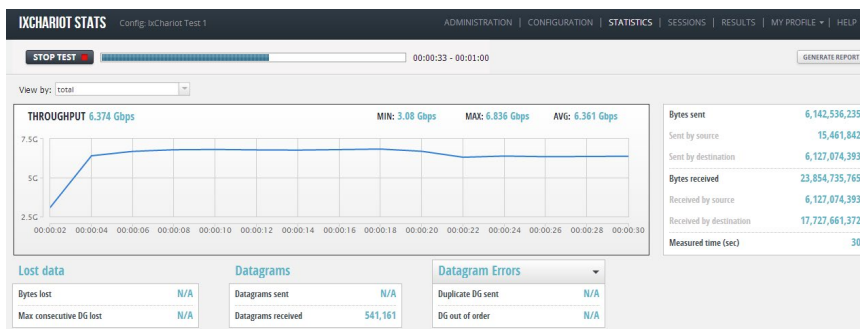 IXCHARIOT STATS Config: IxChariot Test 1 ADMINISTRATION | CONFIGURATION | STATISTICS | SESSIONS | RESULTS | MY PROFILE | HELP
STOP TEST 00:00:33 - 00:01:00 GENERATE REPORT
View by: total
THROUGHPUT 6.374 Gbps MIN: 3.08 Gbps MAX: 6.836 Gbps AVG: 6.361 Gbps
7.5G
5G
2.5G
00:00:02 00:00:04 00:00:06 00:00:08 00:00:10 00:00:12 00:00:14 00:00:16 00:00:18 00:00:20 00:00:22 00:00:24 00:00:26 00:00:28 00:00:30
Bytes sent 6,142,536,235
Sent by source 15,461,842
Sent by destination 6,127,074,393
Bytes received 23,854,735,765
Received by source 6,127,074,393
Received by destination 17,727,661,372
Measured time (sec) 30
Lost data Datagrams Datagram Errors
Bytes lost N/A Datagrams sent N/A Duplicate DG sent N/A
Max consecutive DG lost N/A Datagrams received 541,161 DG out of order N/A